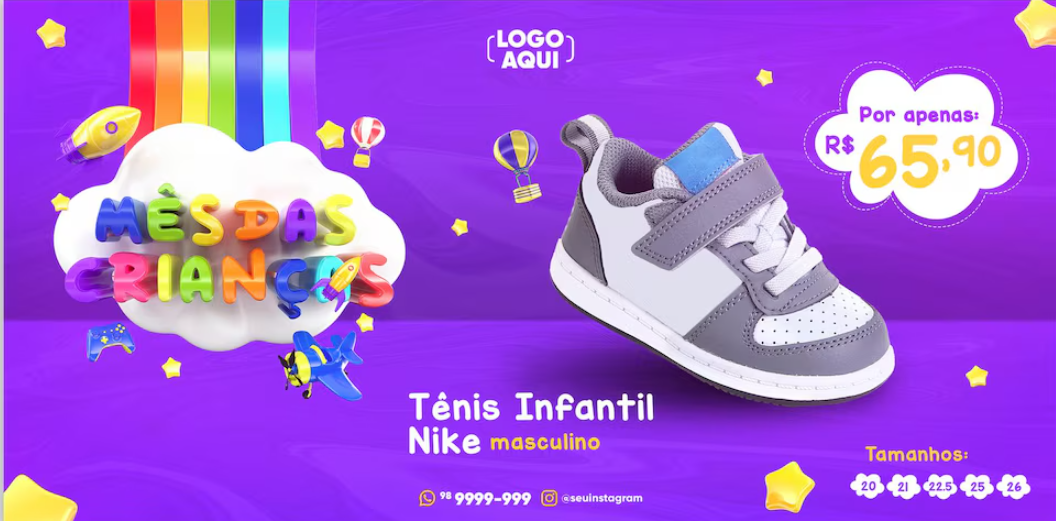 LOGO
AQUI
MÊS DAS
CRIANÇAS
Por apenas:
R$ 65,90
Tênis Infantil
Nike masculino
Tamanhos:
20 21 22.5 25 26
98 9999-999 @seuinstagram